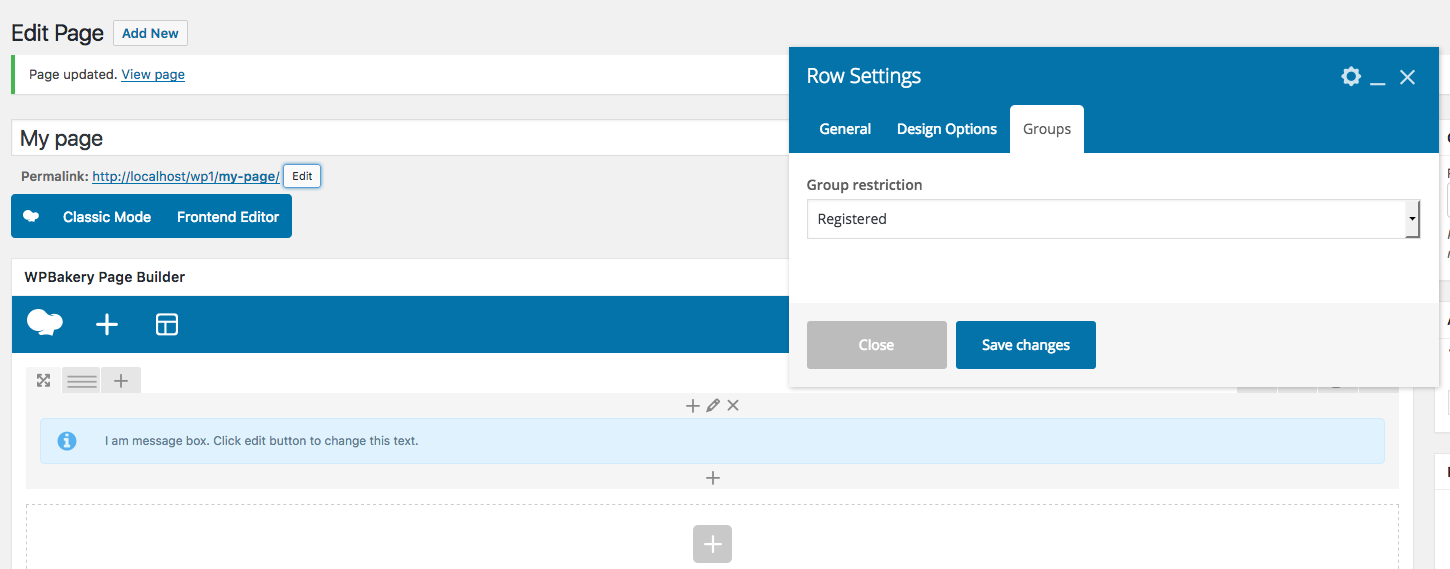 Edit Page Add New
Page updated. View page
My page
Permalink: http://localhost/wp1/my-page/ Edit
Classic Mode Frontend Editor
WPBakery Page Builder
Row Settings
General Design Options Groups
Group restriction
Registered
Close Save changes
I am message box. Click edit button to change this text.